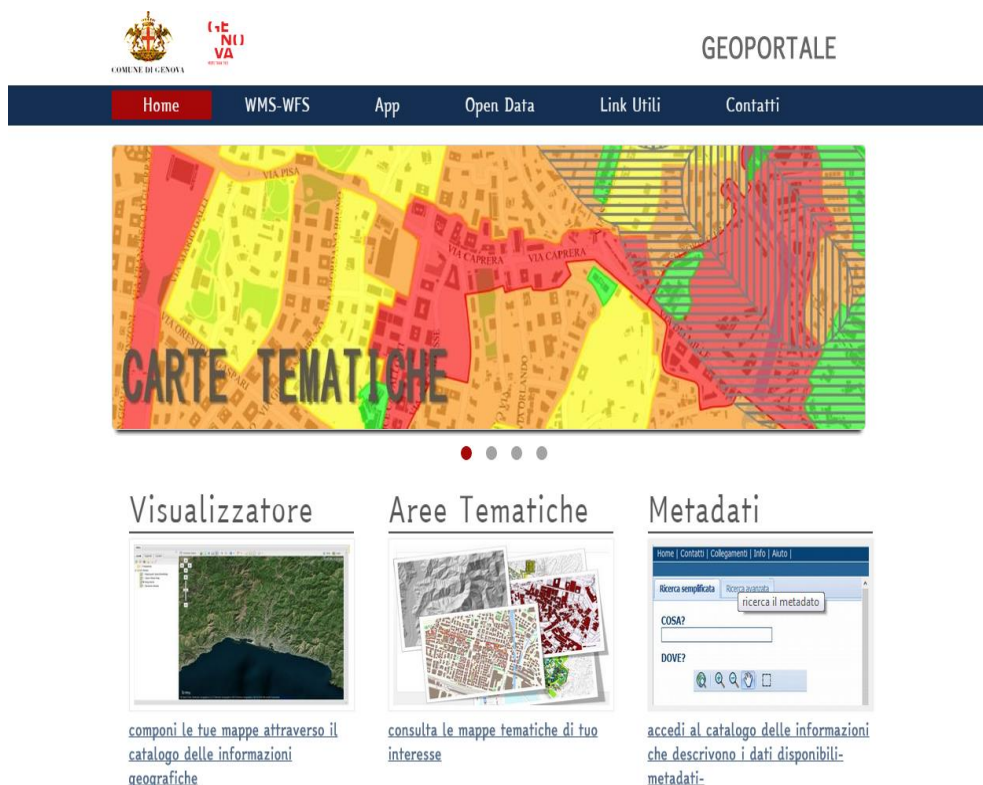 COMUNE DI GENOVA
GE
NO
VA
GEOPORTALE
Home WMS-WFS App Open Data Link Utili Contatti
VIA PISA
VIA CAPRERA VIA CAPRERA
VIA ORLANDO
CARTE TEMATICHE
Visualizzatore
Aree Tematiche
Metadati
Home | Contatti | Collegamenti | Info | Aiuto |
Ricerca semplificata Ricerca avanzata
ricerca il metadato
COSA?
DOVE?
componi le tue mappe attraverso il
catalogo delle informazioni
geografiche
consulta le mappe tematiche di tuo
interesse
accedi al catalogo delle informazioni
che descrivono i dati disponibili-
metadati-